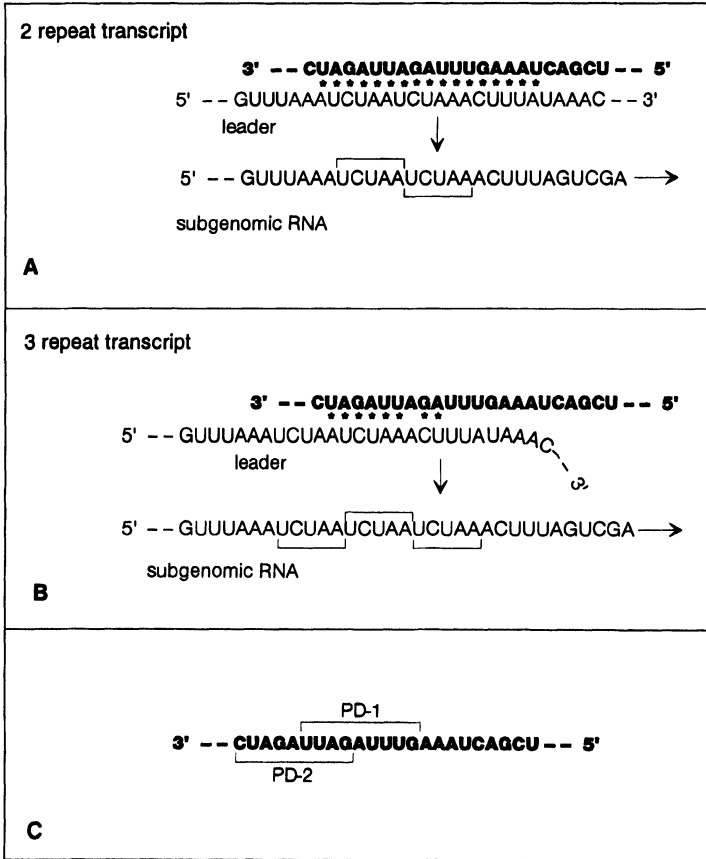 2 repeat transcript
3' -- CUAGAUUAGAUUUGAAAUCAGCU -- 5'
*****************
5' -- GUUUAAAUCUAAUCUAAACUUUAUAAAC -- 3'
leader
5' -- GUUUAAAUCUAAUCUAAACUUUAGUCGA
subgenomic RNA
A
3 repeat transcript
3' -- CUAGAUUAGAUUUGAAAUCAGCU -- 5'
****** **
5' -- GUUUAAAUCUAAUCUAAACUUUAUAAAC -- 3'
leader
5' -- GUUUAAAUCUAAUCUAAUCUAAACUUUAGUCGA
subgenomic RNA
B
PD-1
3' -- CUAGAUUAGAUUUGAAAUCAGCU -- 5'
PD-2
C